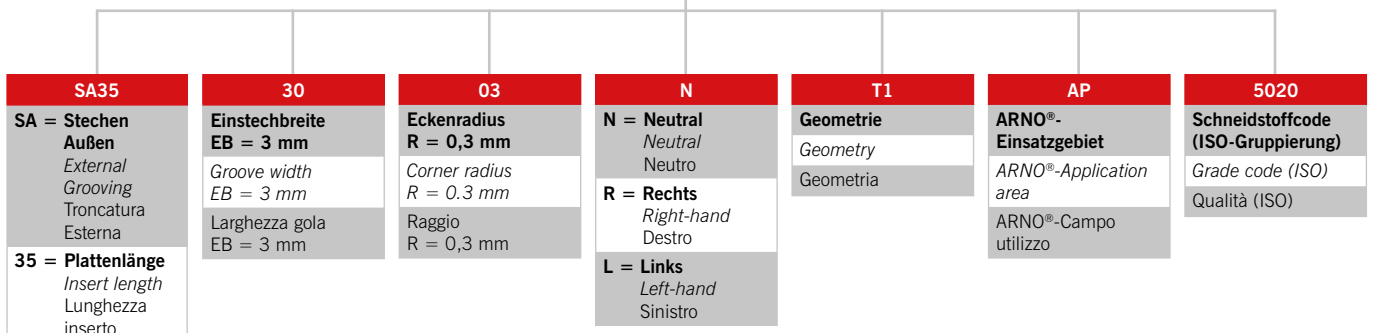 SA35
SA = Stechen
Außen
External
Grooving
Troncatura
Esterna
35 = Plattenlänge
Insert length
Lunghezza
inserto
30
Einstechbreite
EB = 3 mm
Groove width
EB = 3 mm
Larghezza gola
EB = 3 mm
03
Eckenradius
R = 0,3 mm
Corner radius
R = 0.3 mm
Raggio
R = 0,3 mm
N
N = Neutral
Neutral
Neutro
R = Rechts
Right-hand
Destro
L = Links
Left-hand
Sinistro
T1
Geometrie
Geometry
Geometria
AP
ARNO®-
Einsatzgebiet
ARNO®-Application
area
ARNO®-Campo
utilizzo
5020
Schneidstoffcode
(ISO-Gruppierung)
Grade code (ISO)
Qualità (ISO)